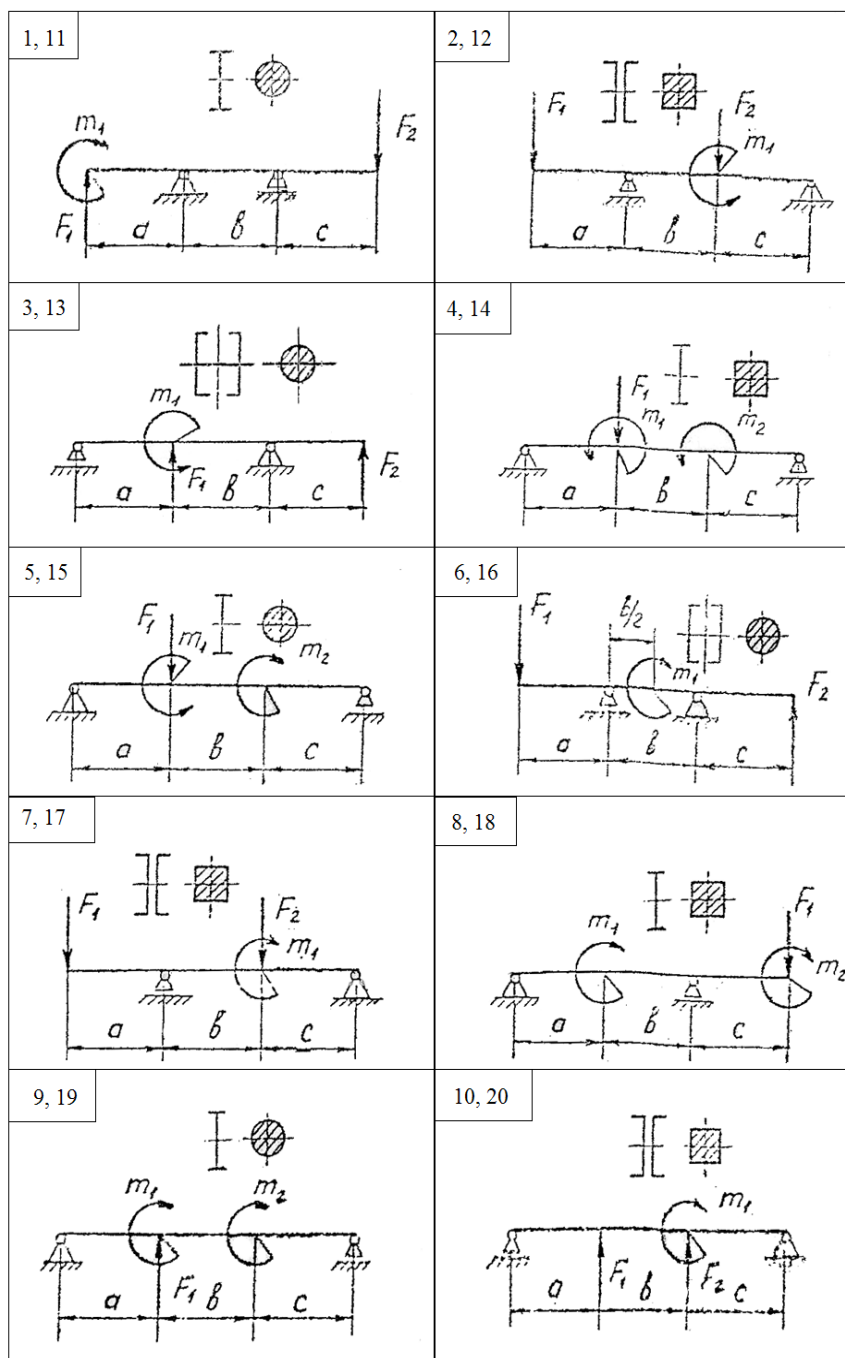 1, 11
m₁
F₁
F₂
a
в
c
2, 12
F₁
F₂
m₁
a
в
c
3, 13
m₁
F₁
F₂
a
в
c
4, 14
F₁
m₁
m₂
a
в
c
5, 15
F₁
m₁
m₂
a
в
c
6, 16
F₁
в/2
m₁
F₂
a
в
c
7, 17
F₁
F₂
m₁
a
в
c
8, 18
m₁
F₁
m₂
a
в
c
9, 19
m₁
m₂
F₁
a
в
c
10, 20
m₁
F₁
F₂
a
в
c